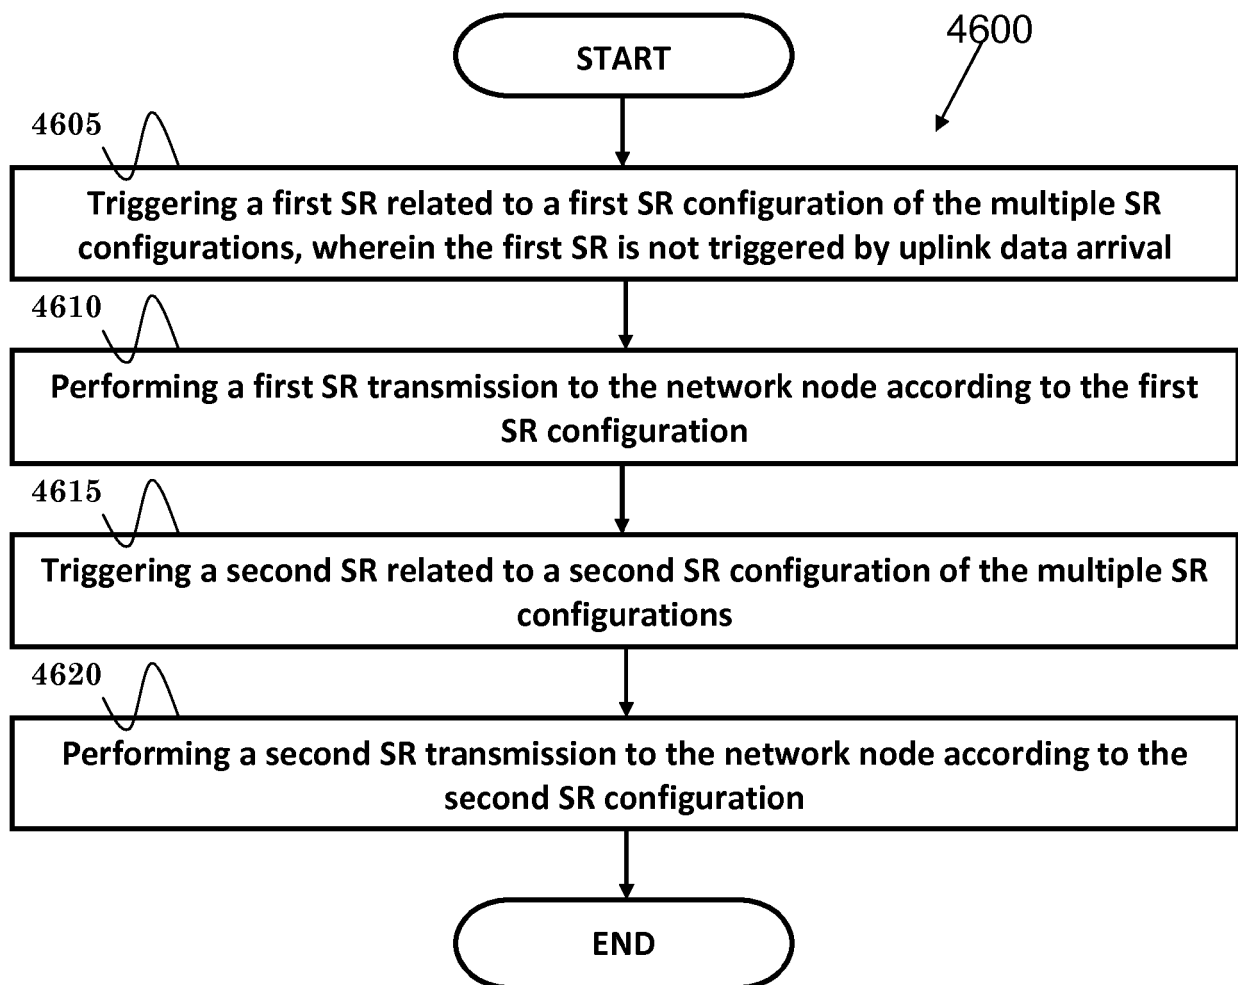 START
4600
4605
Triggering a first SR related to a first SR configuration of the multiple SR
configurations, wherein the first SR is not triggered by uplink data arrival
4610
Performing a first SR transmission to the network node according to the first
SR configuration
4615
Triggering a second SR related to a second SR configuration of the multiple SR
configurations
4620
Performing a second SR transmission to the network node according to the
second SR configuration
END